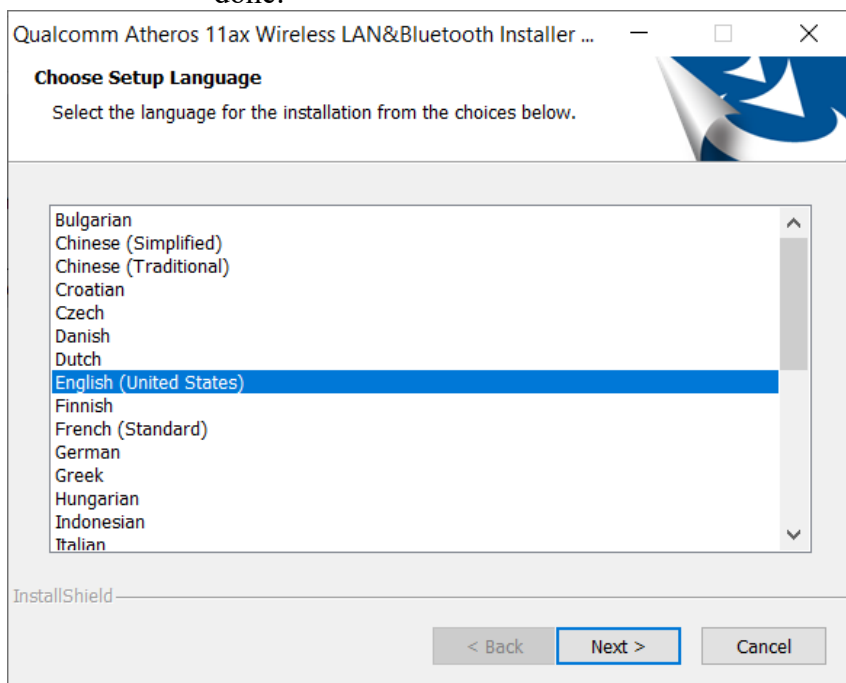 done.
Qualcomm Atheros 11ax Wireless LAN&Bluetooth Installer ...
Choose Setup Language
Select the language for the installation from the choices below.
Bulgarian
Chinese (Simplified)
Chinese (Traditional)
Croatian
Czech
Danish
Dutch
English (United States)
Finnish
French (Standard)
German
Greek
Hungarian
Indonesian
Italian
InstallShield
< Back Next > Cancel